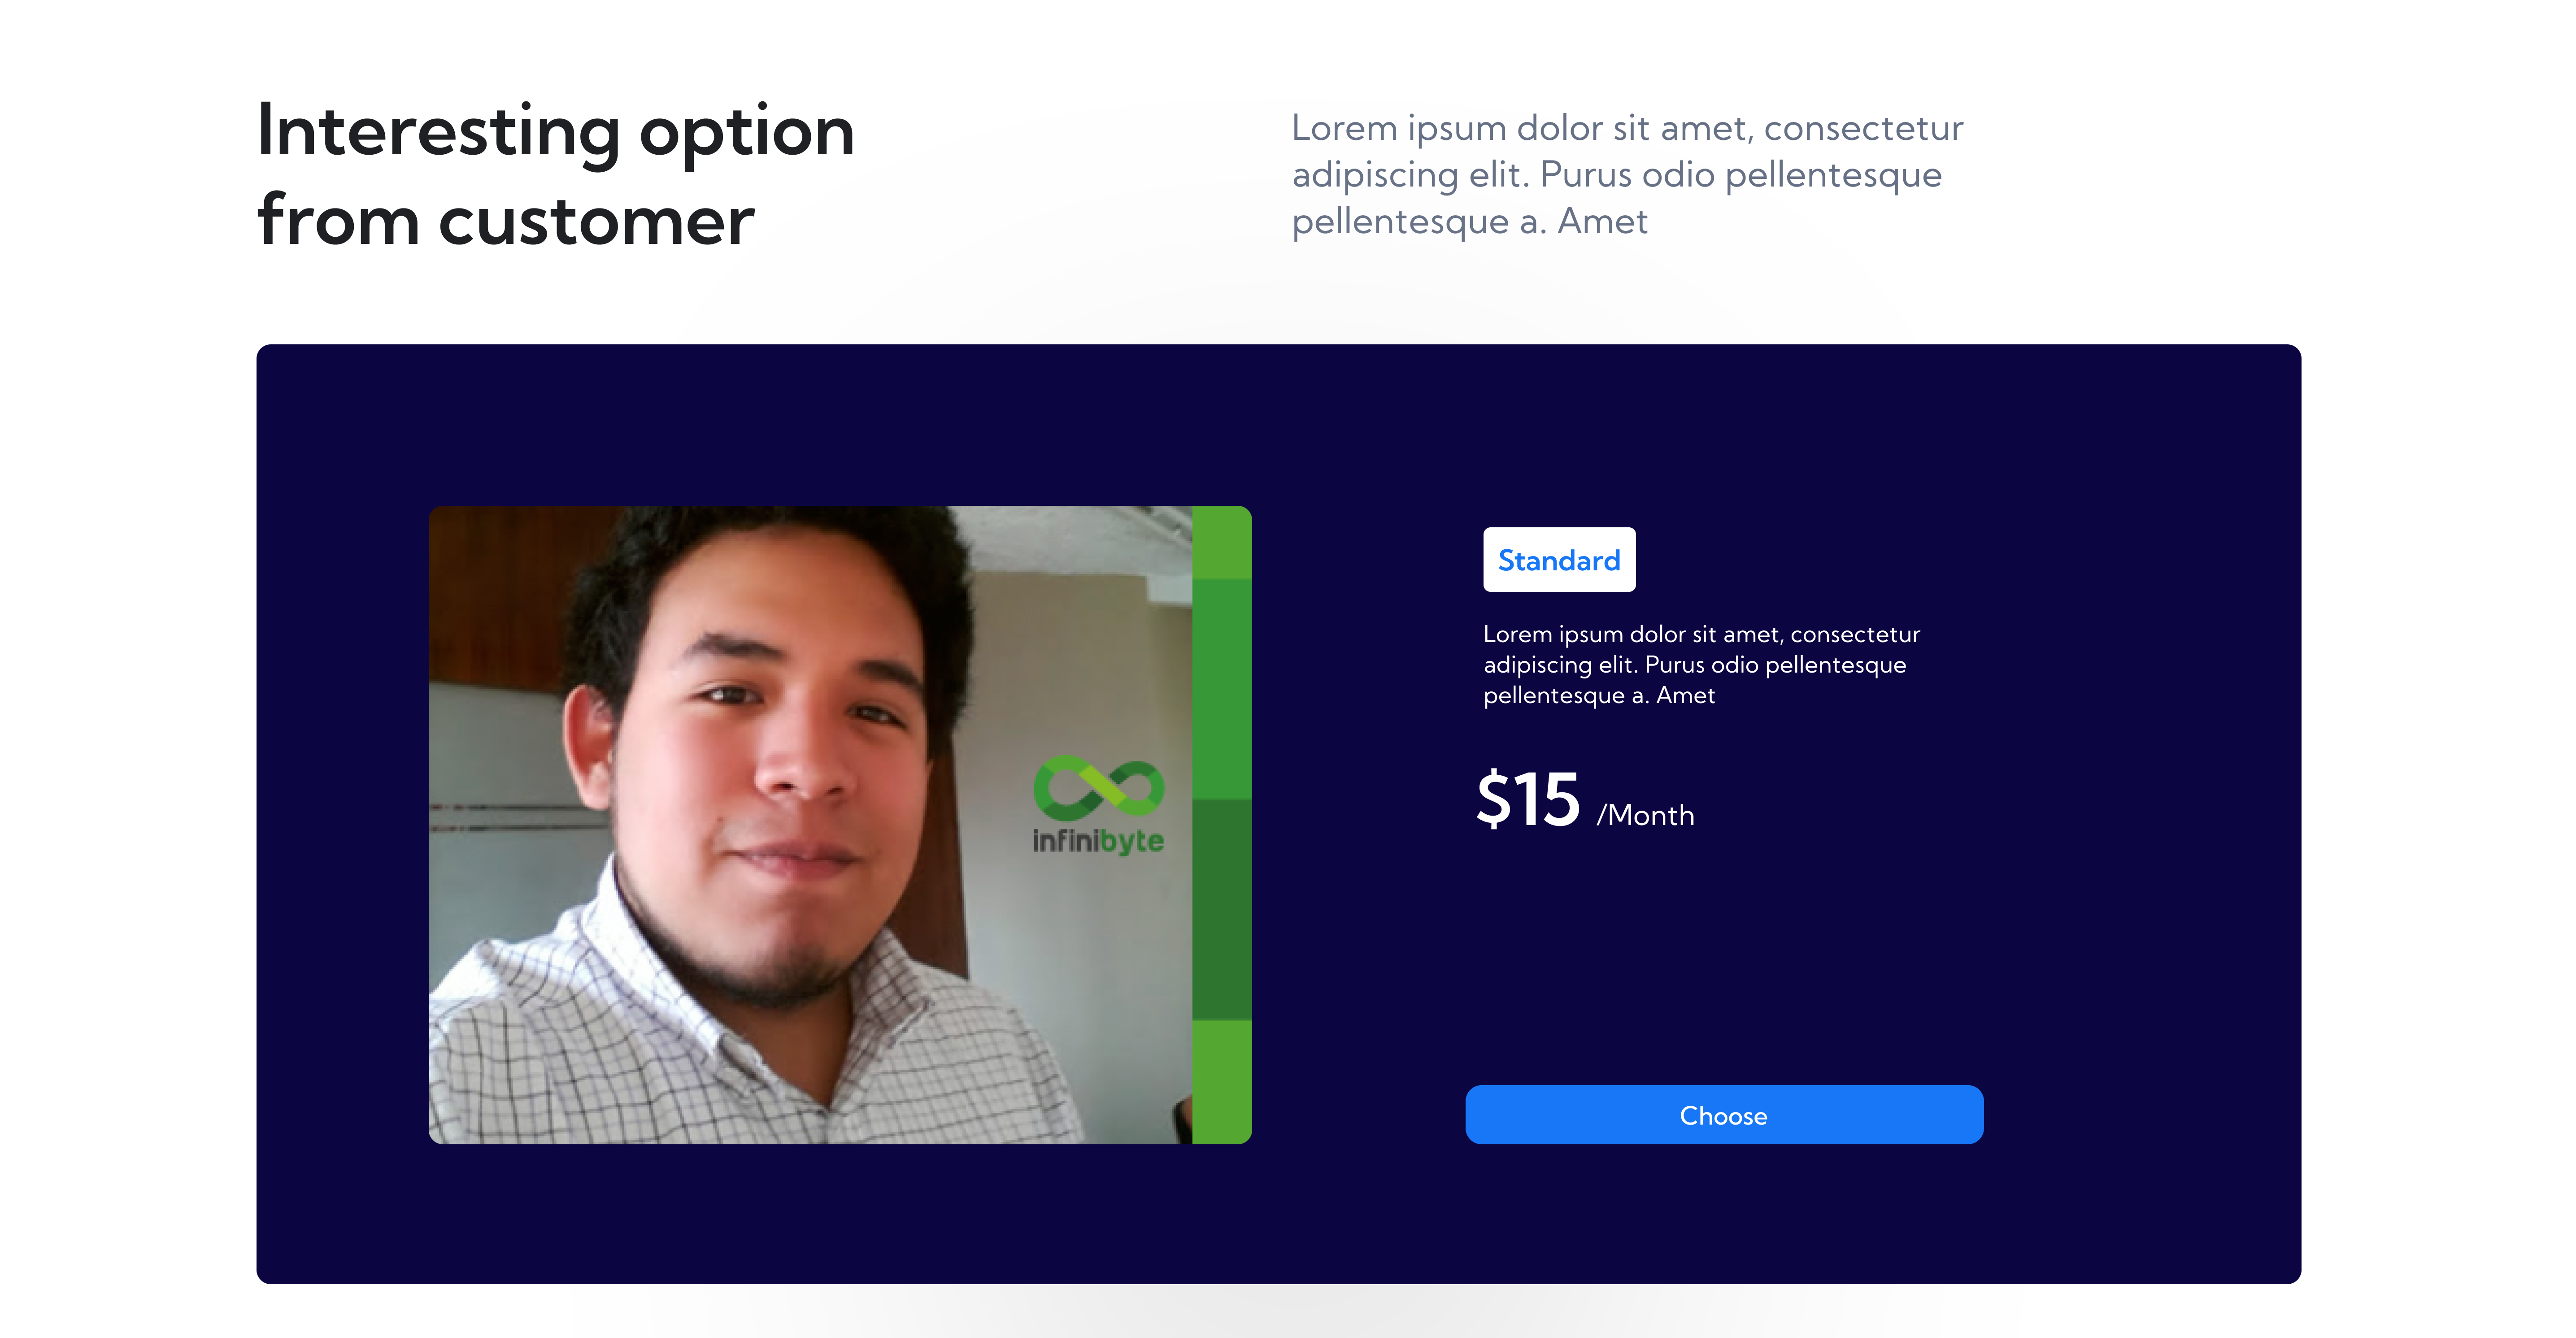 Interesting option
from customer
Lorem ipsum dolor sit amet, consectetur
adipiscing elit. Purus odio pellentesque
pellentesque a. Amet
infinibyte
Standard
Lorem ipsum dolor sit amet, consectetur
adipiscing elit. Purus odio pellentesque
pellentesque a. Amet
$15 /Month
Choose